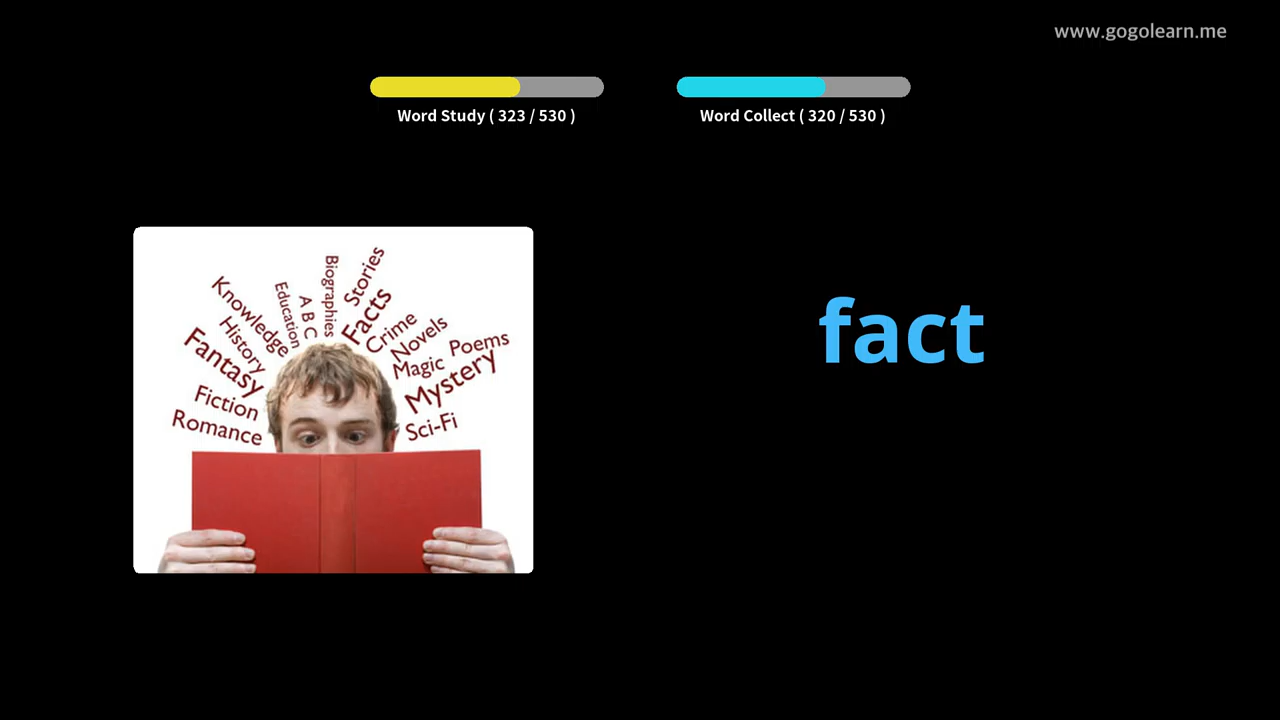 www.gogolearn.me
Word Study ( 323 / 530 )
Word Collect ( 320 / 530 )
Romance
Fiction
Fantasy
History
Knowledge
Education
A B C
Biographies
Stories
Facts
Crime
Novels
Magic
Poems
Mystery
Sci-Fi
fact